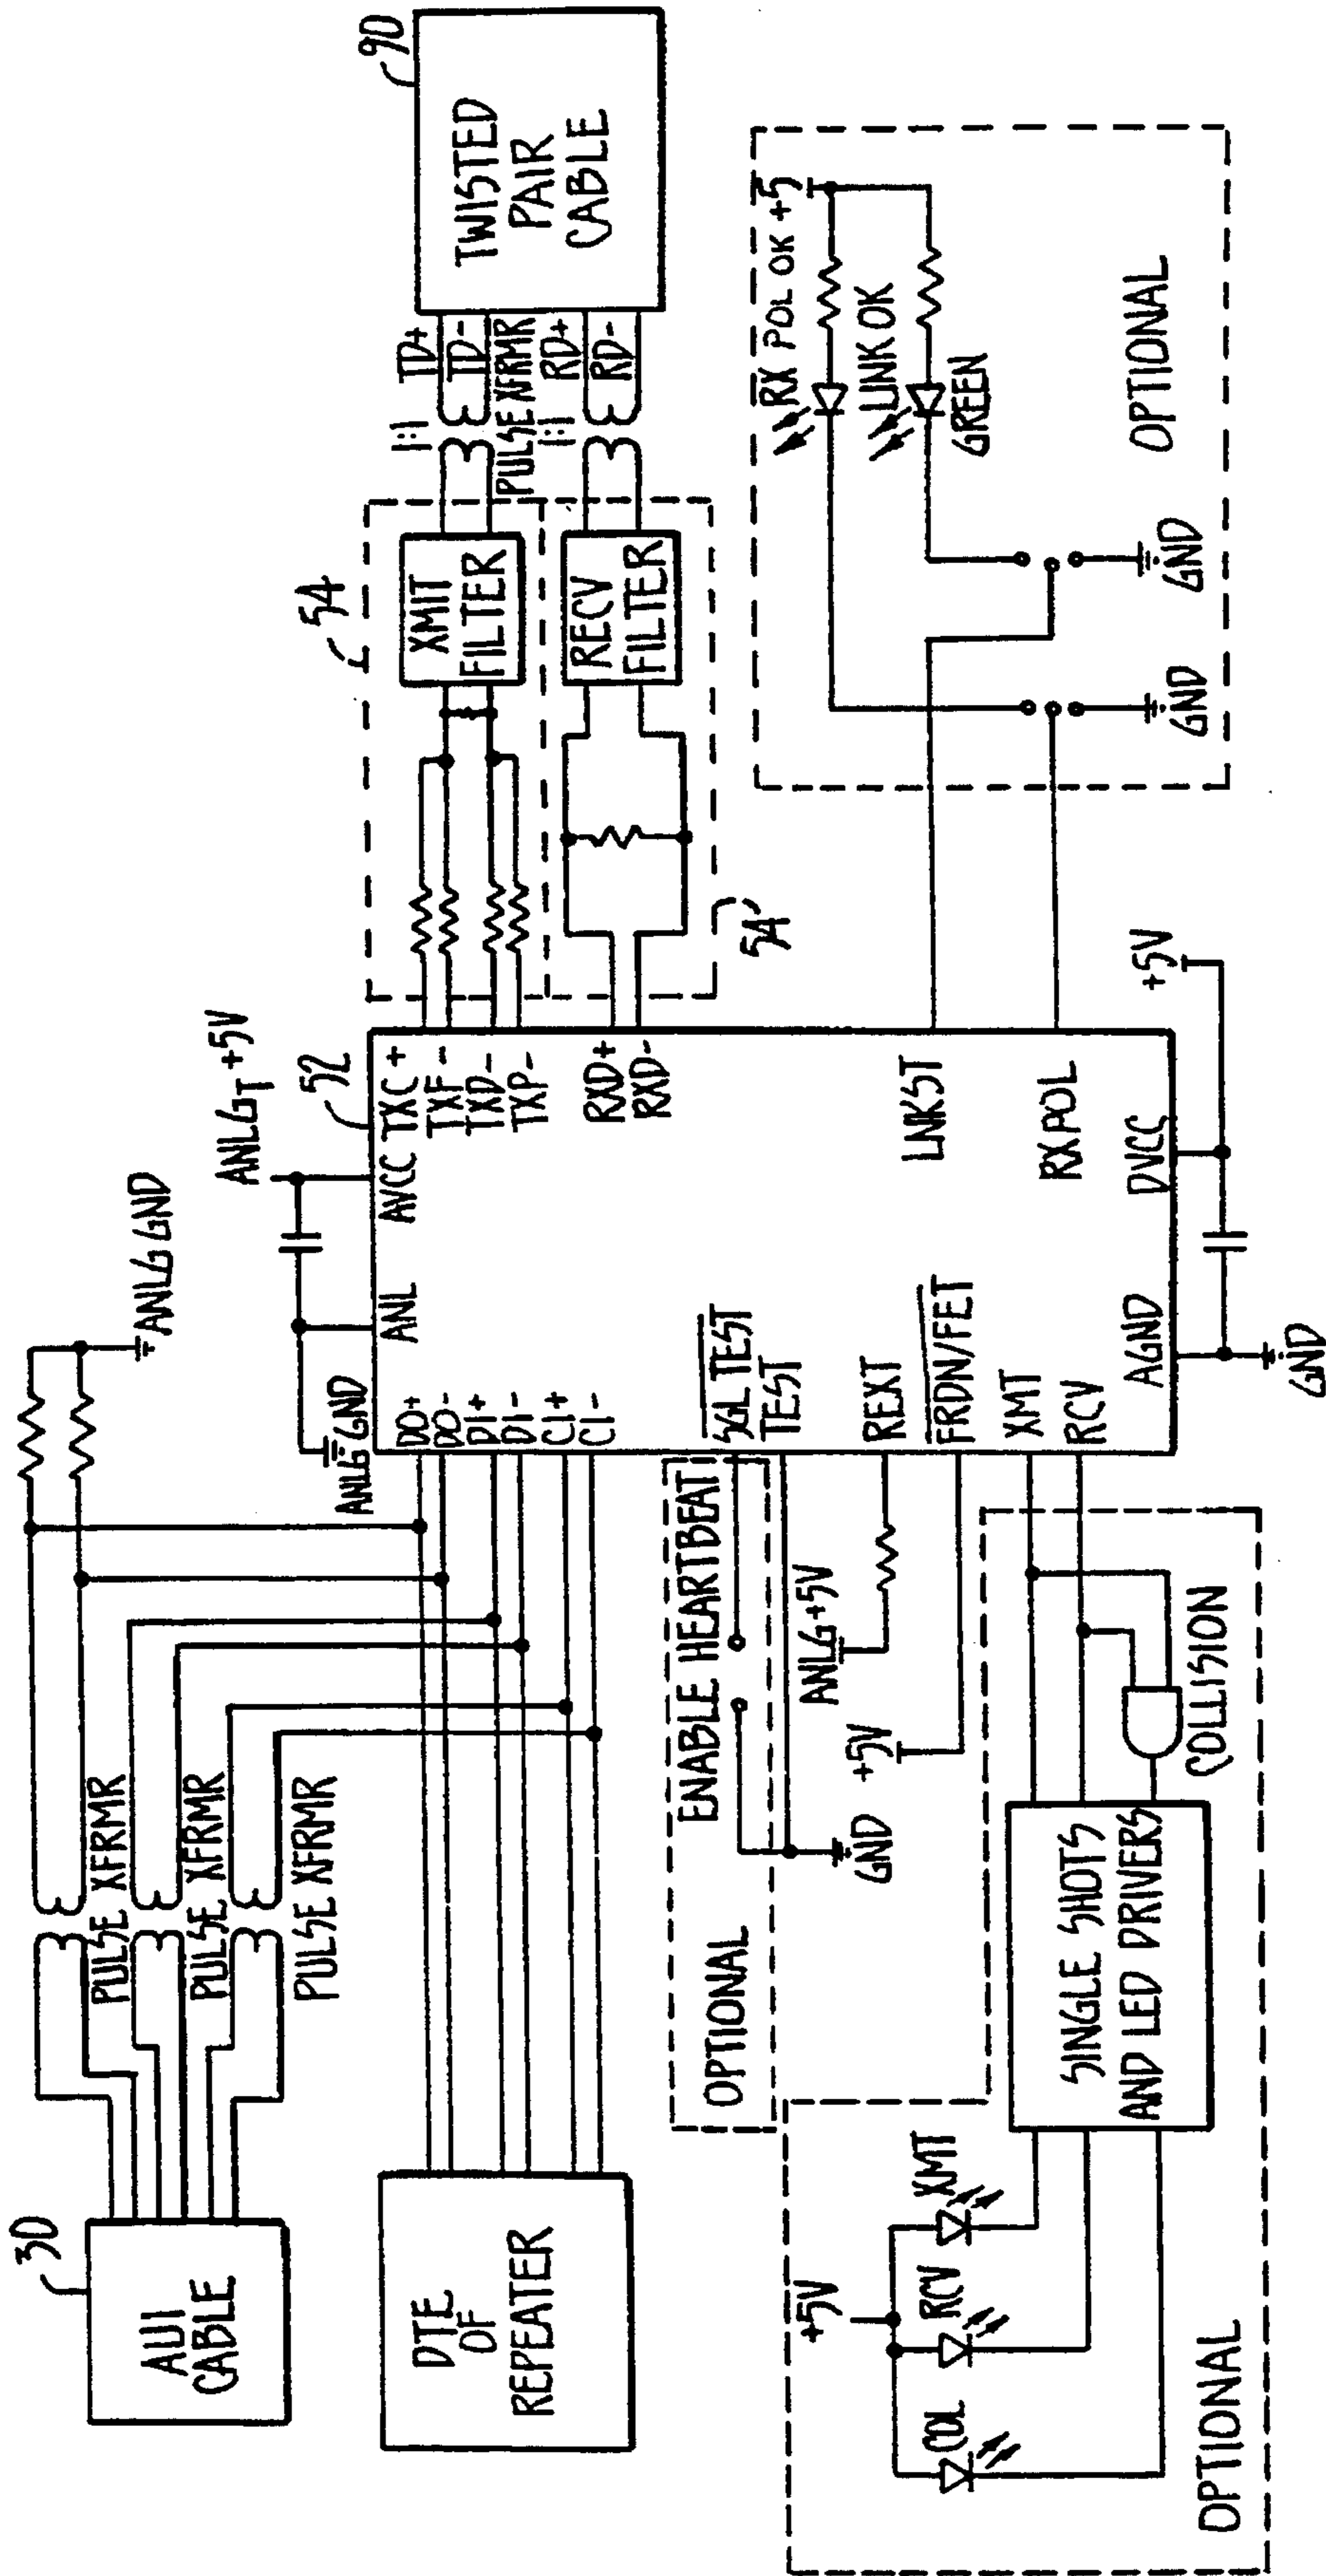 30
AUI
CABLE
DTE
OF
REPEATER
PULSE XFRMR
PULSE XFRMR
PULSE XFRMR
ANLG GND
ANLG GND
ANLG +5V
T
52
ANL
AVCC
DO+
DO-
DI+
DI-
CI+
CI-
SQLTEST
TEST
REXT
FRDN/FET
XMT
RCV
AGND
DVCC
TXC+
TXF-
TXD-
TXP-
RXD+
RXD-
LNKST
RXPOL
GND
+5V
54
XMIT
FILTER
RECV
FILTER
54
1:1
PULSE XFRMR
1:1
TD+
TD-
RD+
RD-
90
TWISTED
PAIR
CABLE
RX POL OK +5
LINK OK
GREEN
GND
GND
OPTIONAL
ENABLE HEARTBEAT
OPTIONAL
ANLG +5V
+5V
GND
COLLISION
SINGLE SHOTS
AND LED DRIVERS
+5V
COL
RCV
XMT
OPTIONAL